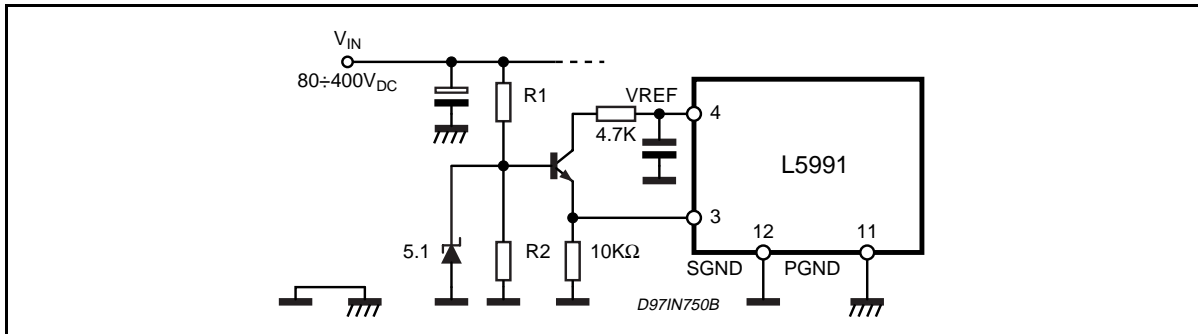 V_IN
80÷400V_DC
R1
VREF
4.7K
4
L5991
3
12
11
5.1
R2
10KΩ
SGND
PGND
D97IN750B